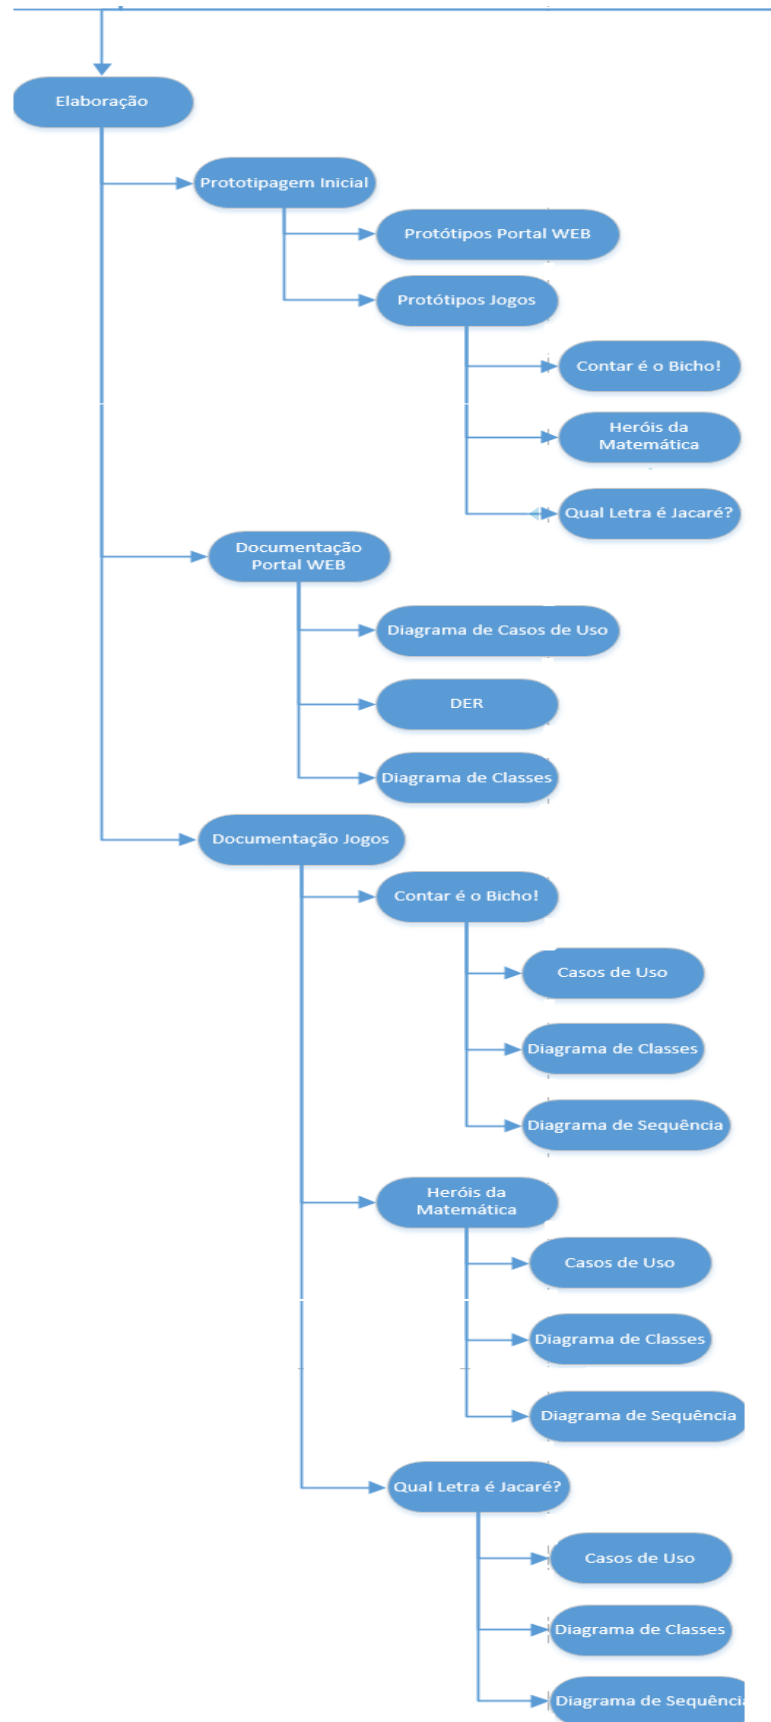 Elaboração
Prototipagem Inicial
Protótipos Portal WEB
Protótipos Jogos
Contar é o Bicho!
Heróis da
Matemática
Qual Letra é Jacaré?
Documentação
Portal WEB
Diagrama de Casos de Uso
DER
Diagrama de Classes
Documentação Jogos
Contar é o Bicho!
Casos de Uso
Diagrama de Classes
Diagrama de Sequência
Heróis da
Matemática
Casos de Uso
Diagrama de Classes
Diagrama de Sequência
Qual Letra é Jacaré?
Casos de Uso
Diagrama de Classes
Diagrama de Sequência